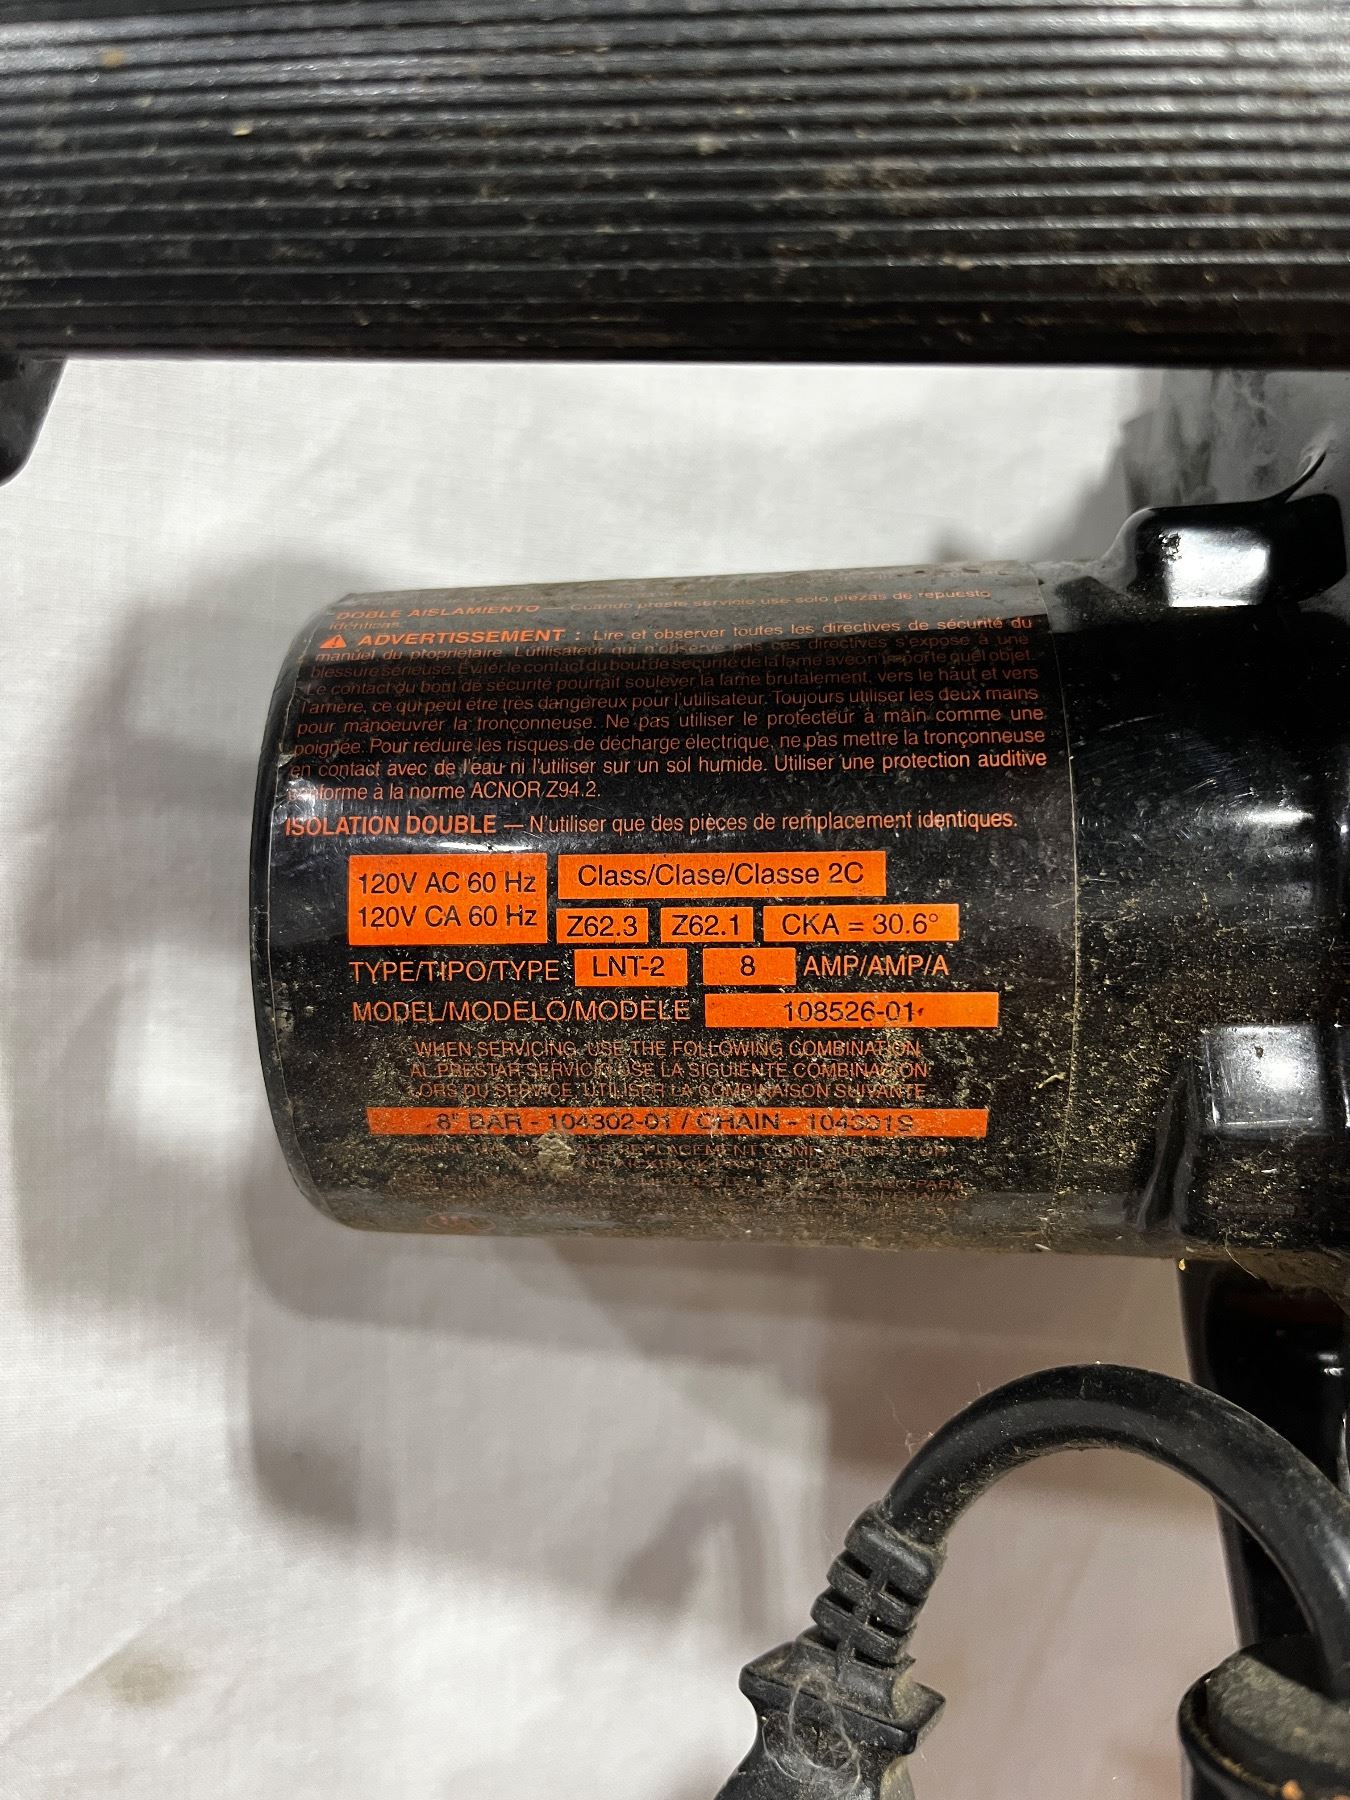 DOBLE AISLAMIENTO — Cuando preste servicio use solo piezas de repuesto
idénticas.
ADVERTISSEMENT : Lire et observer toutes les directives de sécurité du
manuel du propriétaire. L'utilisateur qui n'observe pas ces directives s'expose à une
blessure sérieuse. Éviter le contact du bout de sécurité de la lame avec n'importe quel objet.
Le contact du bout de sécurité pourrait soulever la lame brutalement, vers le haut et vers
l'arrière, ce qui peut être très dangereux pour l'utilisateur. Toujours utiliser les deux mains
pour manoeuvrer la tronçonneuse. Ne pas utiliser le protecteur à main comme une
poignée. Pour réduire les risques de décharge électrique, ne pas mettre la tronçonneuse
en contact avec de l'eau ni l'utiliser sur un sol humide. Utiliser une protection auditive
conforme à la norme ACNOR Z94.2.
ISOLATION DOUBLE — N'utiliser que des pièces de remplacement identiques.
120V AC 60 Hz Class/Clase/Classe 2C
120V CA 60 Hz Z62.3 Z62.1 CKA = 30.6°
TYPE/TIPO/TYPE LNT-2 8 AMP/AMP/A
MODEL/MODELO/MODÈLE 108526-01
WHEN SERVICING, USE THE FOLLOWING COMBINATION
AL PRESTAR SERVICIO USE LA SIGUIENTE COMBINACION
LORS DU SERVICE, UTILISER LA COMBINAISON SUIVANTE
8" BAR - 104302-01 / CHAIN - 104301S
REPLACEMENT COMPONENTS FOR